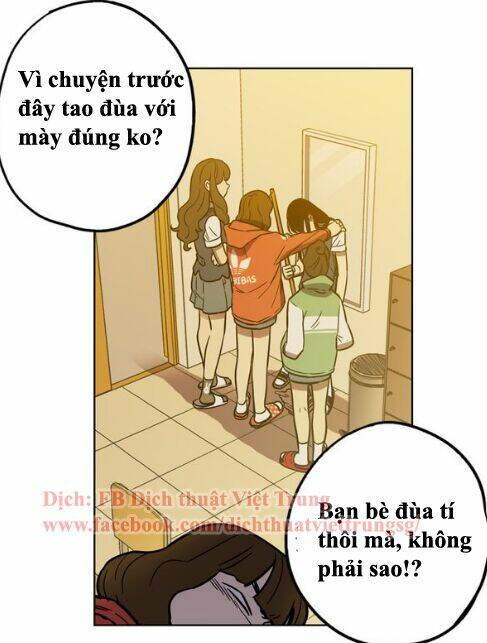 Vì chuyện trước
đây tao đùa với
mày đúng ko?
RIBAS
Dịch: FB Dịch thuật Việt Trung
www.facebook.com/dichthuatviettrungsg/
Bạn bè đùa tí
thôi mà, không
phải sao!?